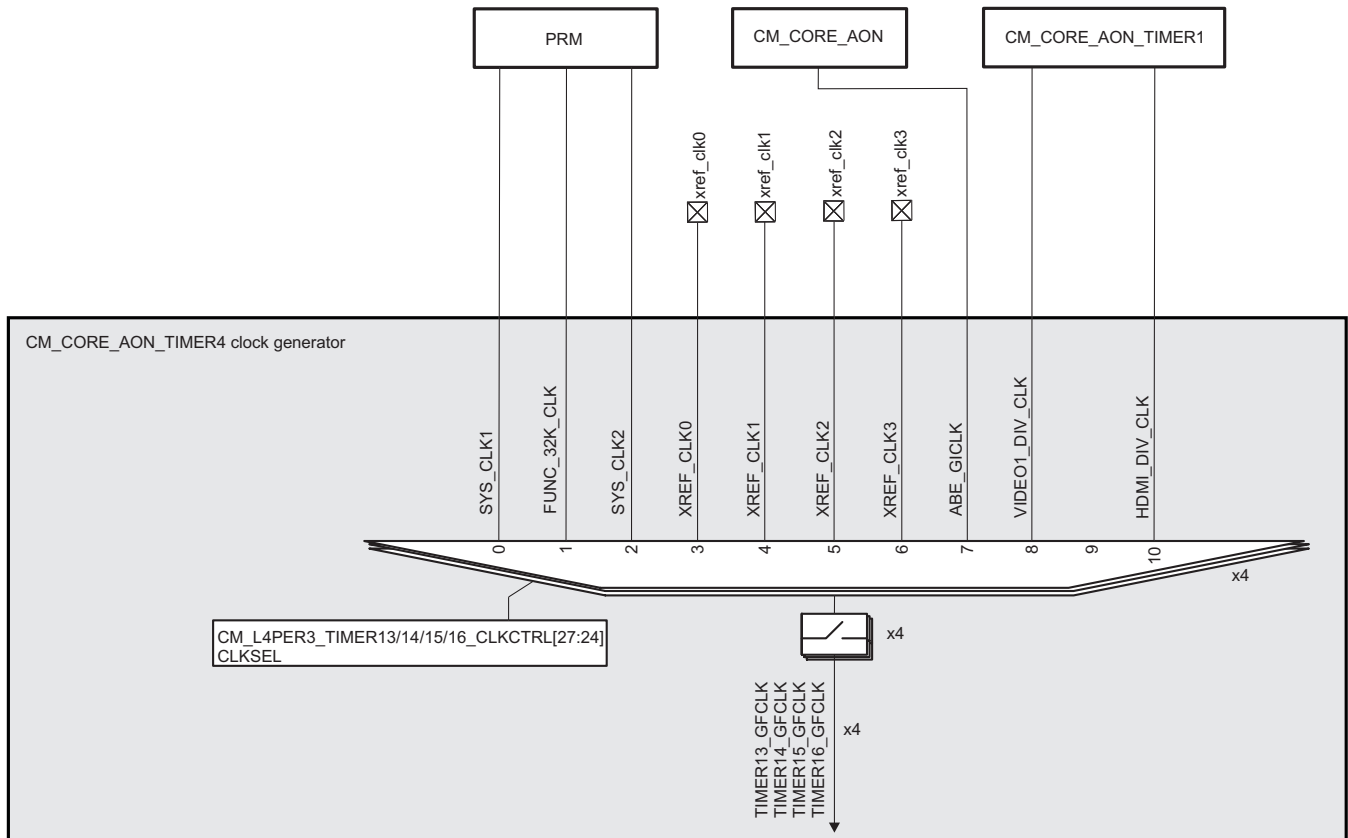 PRM
CM_CORE_AON
CM_CORE_AON_TIMER1
xref_clk0
xref_clk1
xref_clk2
xref_clk3
CM_CORE_AON_TIMER4 clock generator
SYS_CLK1
FUNC_32K_CLK
SYS_CLK2
XREF_CLK0
XREF_CLK1
XREF_CLK2
XREF_CLK3
ABE_GICLK
VIDEO1_DIV_CLK
HDMI_DIV_CLK
0
1
2
3
4
5
6
7
8
9
10
x4
CM_L4PER3_TIMER13/14/15/16_CLKCTRL[27:24]
CLKSEL
x4
TIMER13_GFCLK
TIMER14_GFCLK
TIMER15_GFCLK
TIMER16_GFCLK
x4